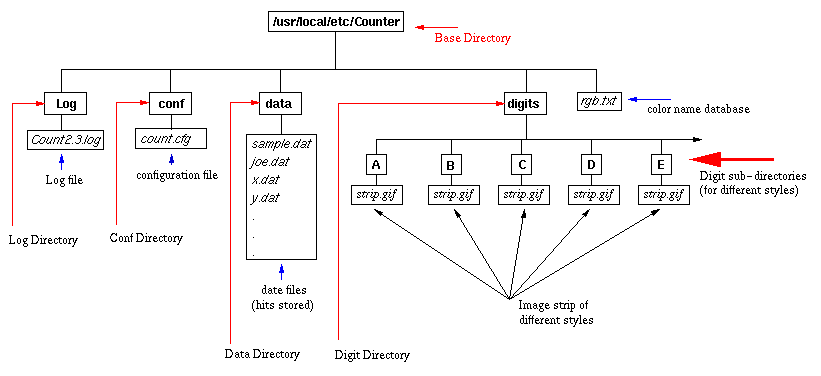 /usr/local/etc/Counter
Base Directory
Log
conf
data
digits
rgb.txt
color name database
Count2.3.log
count.cfg
sample.dat
joe.dat
x.dat
y.dat
.
.
.
Log file
configuration file
A
B
C
D
E
Digit sub-directories
(for different styles)
strip.gif
strip.gif
strip.gif
strip.gif
strip.gif
Log Directory
Conf Directory
date files
(hits stored)
Image strip of
different styles
Data Directory
Digit Directory